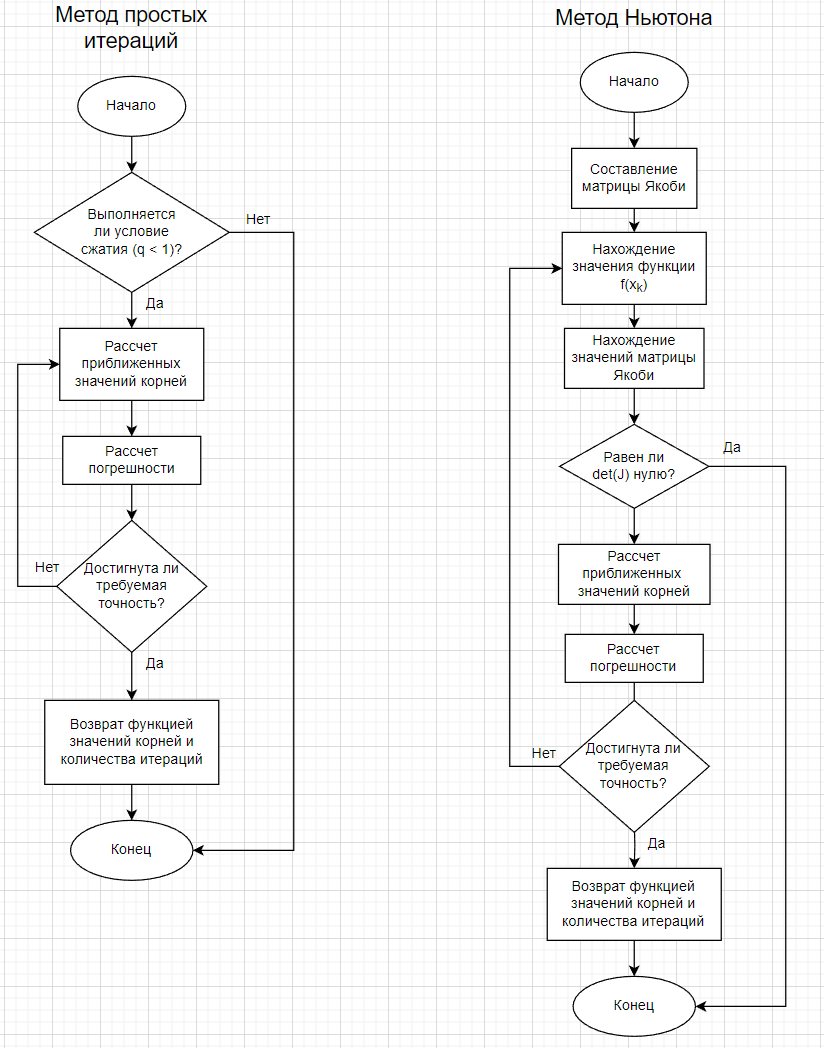 Метод простых
итераций
Начало
Выполняется
ли условие
сжатия (q < 1)?
Нет
Да
Рассчет
приближенных
значений корней
Рассчет
погрешности
Нет
Достигнута ли
требуемая
точность?
Да
Возврат функцией
значений корней и
количества итераций
Конец
Метод Ньютона
Начало
Составление
матрицы Якоби
Нахождение
значения функции
f(xk)
Нахождение
значений матрицы
Якоби
Равен ли
det(J) нулю?
Да
Рассчет
приближенных
значений корней
Рассчет
погрешности
Нет
Достигнута ли
требуемая
точность?
Да
Возврат функцией
значений корней и
количества итераций
Конец